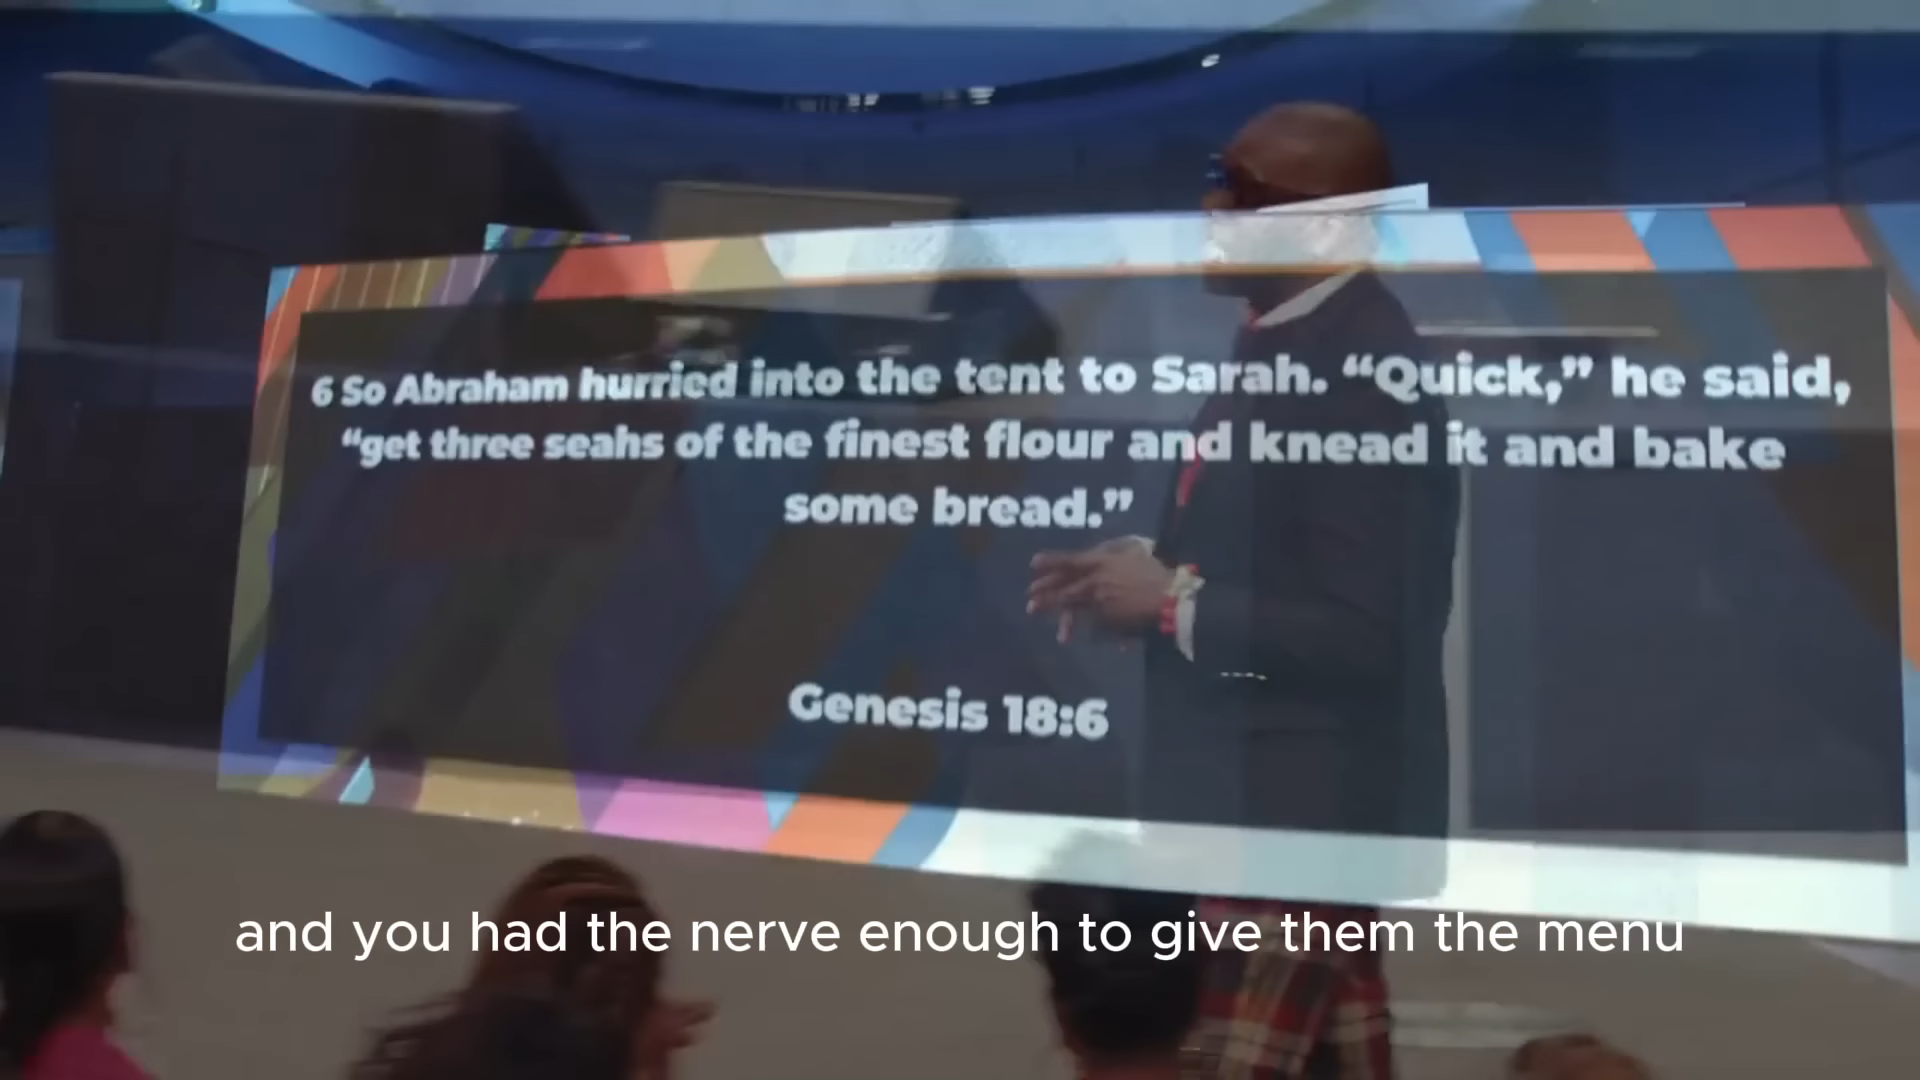 6 So Abraham hurried into the tent to Sarah. “Quick,” he said,
“get three seahs of the finest flour and knead it and bake
some bread.”
Genesis 18:6
and you had the nerve enough to give them the menu